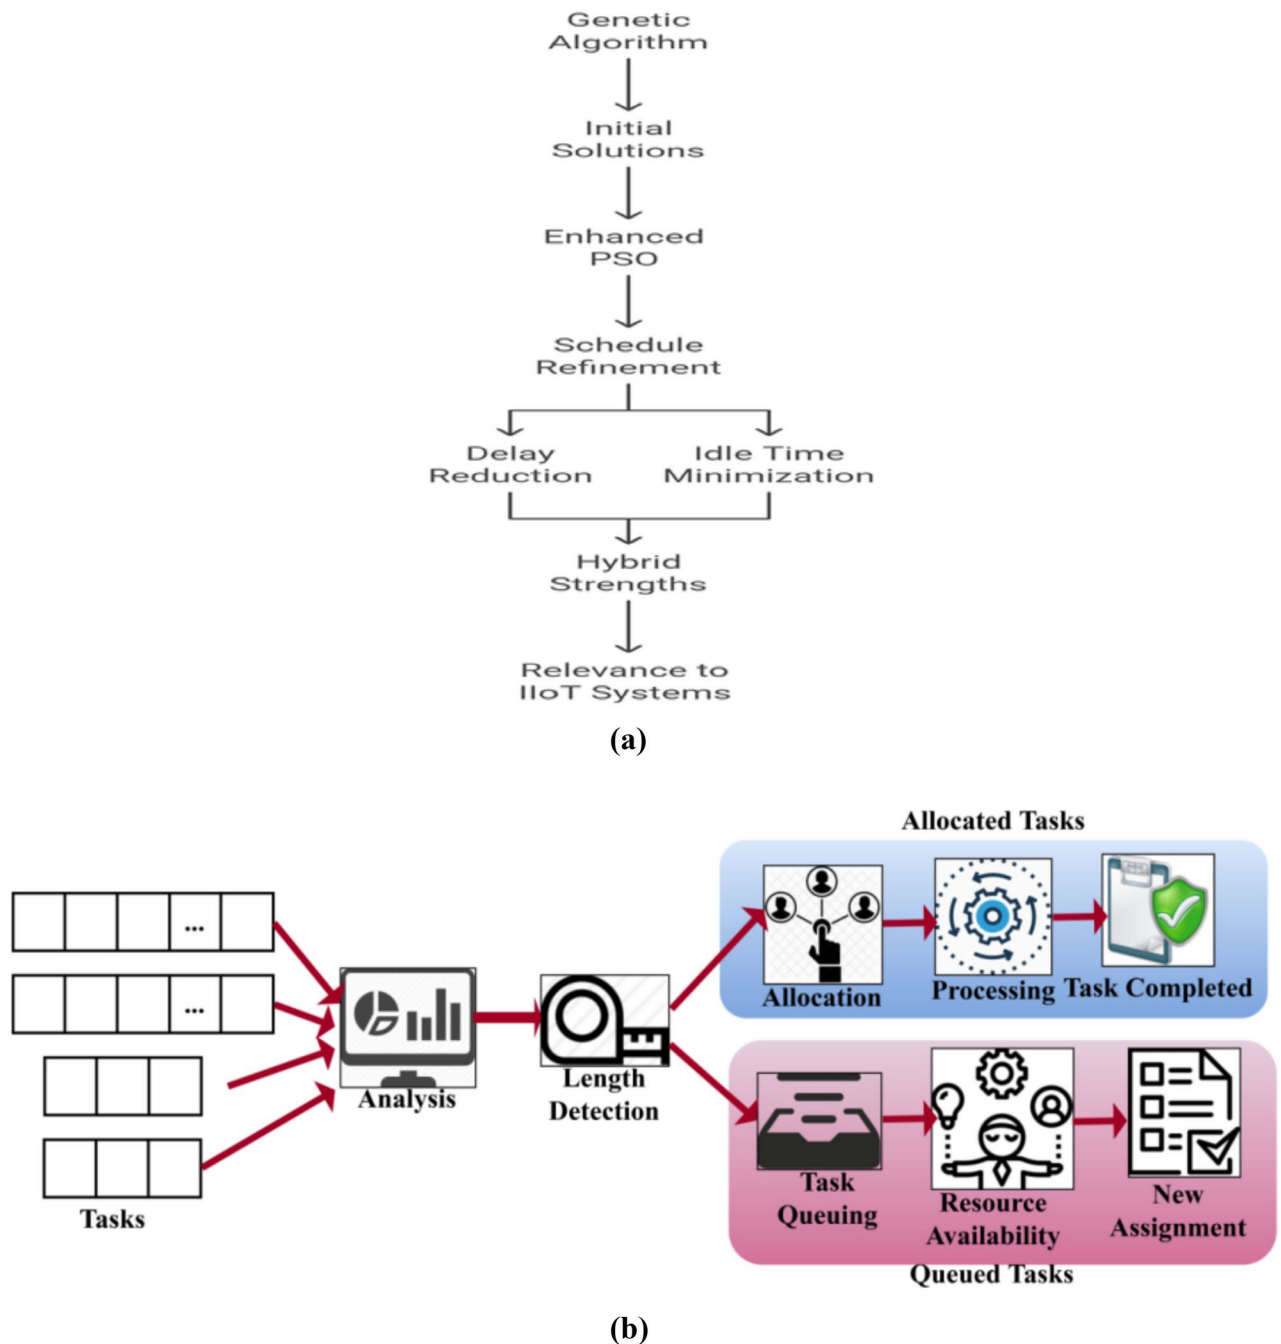 Genetic
Algorithm
Initial
Solutions
Enhanced
PSO
Schedule
Refinement
Delay
Reduction
Idle Time
Minimization
Hybrid
Strengths
Relevance to
IIoT Systems
(a)
Allocated Tasks
...
...
Tasks
Analysis
Length
Detection
Allocation
Processing
Task Completed
Task
Queuing
Resource
Availability
New
Assignment
Queued Tasks
(b)